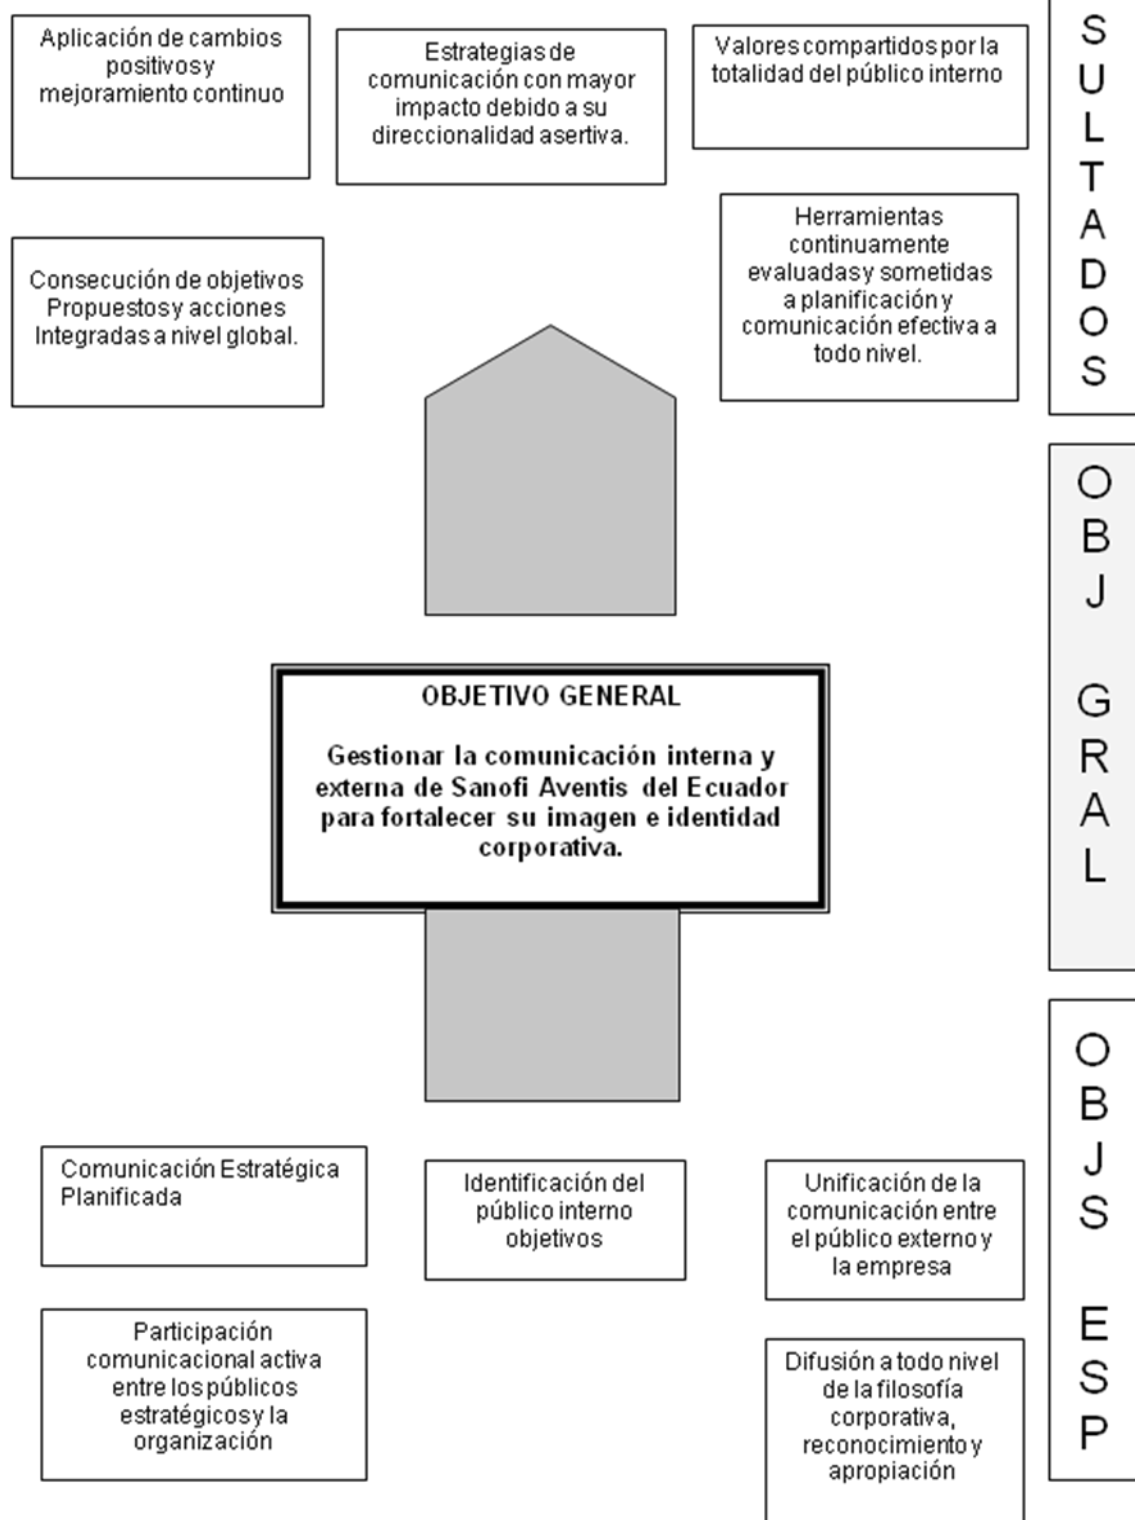 Aplicación de cambios
positivos y
mejoramiento continuo
Estrategias de
comunicación con mayor
impacto debido a su
direccionalidad asertiva.
Valores compartidos por la
totalidad del público interno
Consecución de objetivos
Propuestos y acciones
Integradas a nivel global.
Herramientas
continuamente
evaluadas y sometidas
a planificación y
comunicación efectiva a
todo nivel.
S
U
L
T
A
D
O
S
OBJETIVO GENERAL
Gestionar la comunicación interna y
externa de Sanofi Aventis del Ecuador
para fortalecer su imagen e identidad
corporativa.
O
B
J
G
R
A
L
Comunicación Estratégica
Planificada
Identificación del
público interno
objetivos
Unificación de la
comunicación entre
el público externo y
la empresa
Participación
comunicacional activa
entre los públicos
estratégicos y la
organización
Difusión a todo nivel
de la filosofía
corporativa,
reconocimiento y
apropiación
O
B
J
S
E
S
P